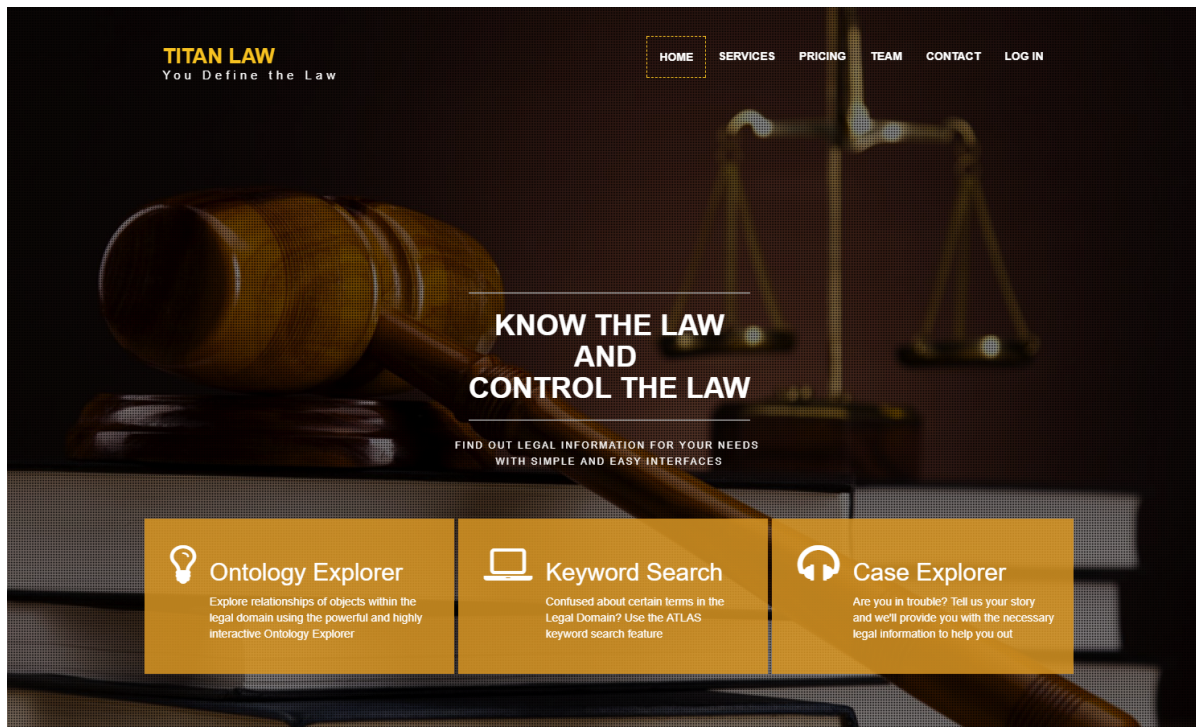 TITAN LAW
You Define the Law
HOME SERVICES PRICING TEAM CONTACT LOG IN
KNOW THE LAW
AND
CONTROL THE LAW
FIND OUT LEGAL INFORMATION FOR YOUR NEEDS
WITH SIMPLE AND EASY INTERFACES
Ontology Explorer
Explore relationships of objects within the
legal domain using the powerful and highly
interactive Ontology Explorer
Keyword Search
Confused about certain terms in the
Legal Domain? Use the ATLAS
keyword search feature
Case Explorer
Are you in trouble? Tell us your story
and we'll provide you with the necessary
legal information to help you out